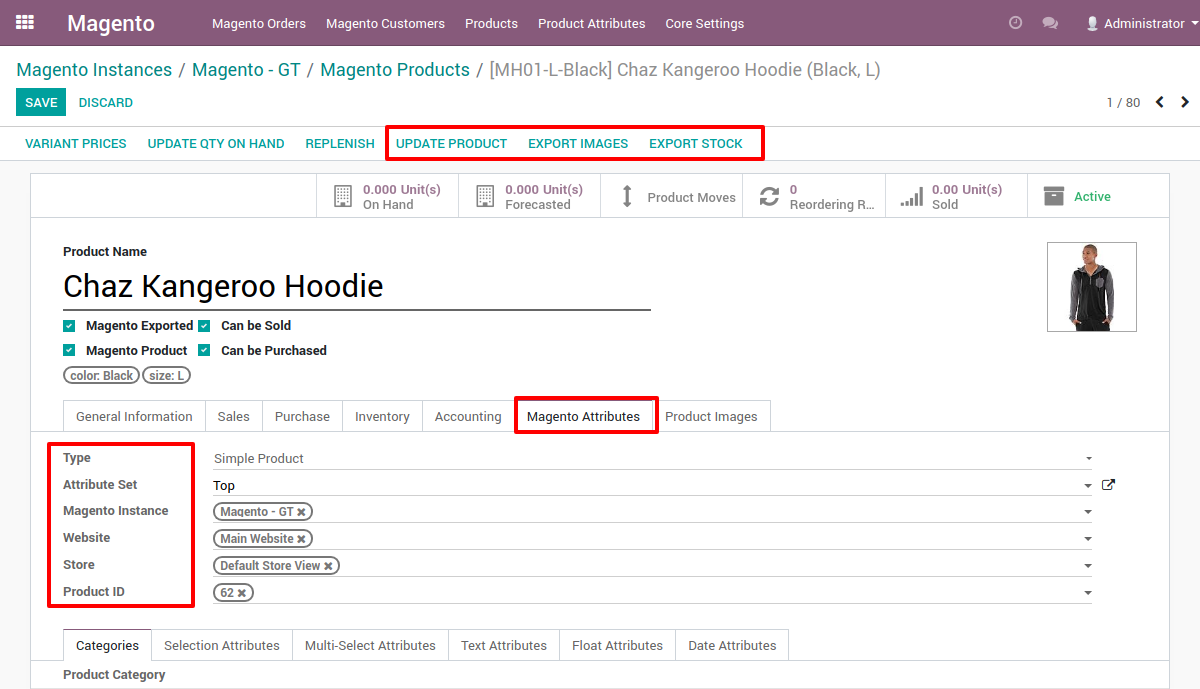 Magento Magento Orders Magento Customers Products Product Attributes Core Settings Administrator
Magento Instances / Magento - GT / Magento Products / [MH01-L-Black] Chaz Kangeroo Hoodie (Black, L)
SAVE DISCARD 1 / 80
VARIANT PRICES UPDATE QTY ON HAND REPLENISH UPDATE PRODUCT EXPORT IMAGES EXPORT STOCK
0.000 Unit(s) 0.000 Unit(s) Product Moves 0 0.00 Unit(s) Active
On Hand Forecasted Reordering R... Sold
Product Name
Chaz Kangeroo Hoodie
Magento Exported Can be Sold
Magento Product Can be Purchased
color: Black size: L
General Information Sales Purchase Inventory Accounting Magento Attributes Product Images
Type Simple Product
Attribute Set Top
Magento Instance Magento - GT
Website Main Website
Store Default Store View
Product ID 62
Categories Selection Attributes Multi-Select Attributes Text Attributes Float Attributes Date Attributes
Product Category